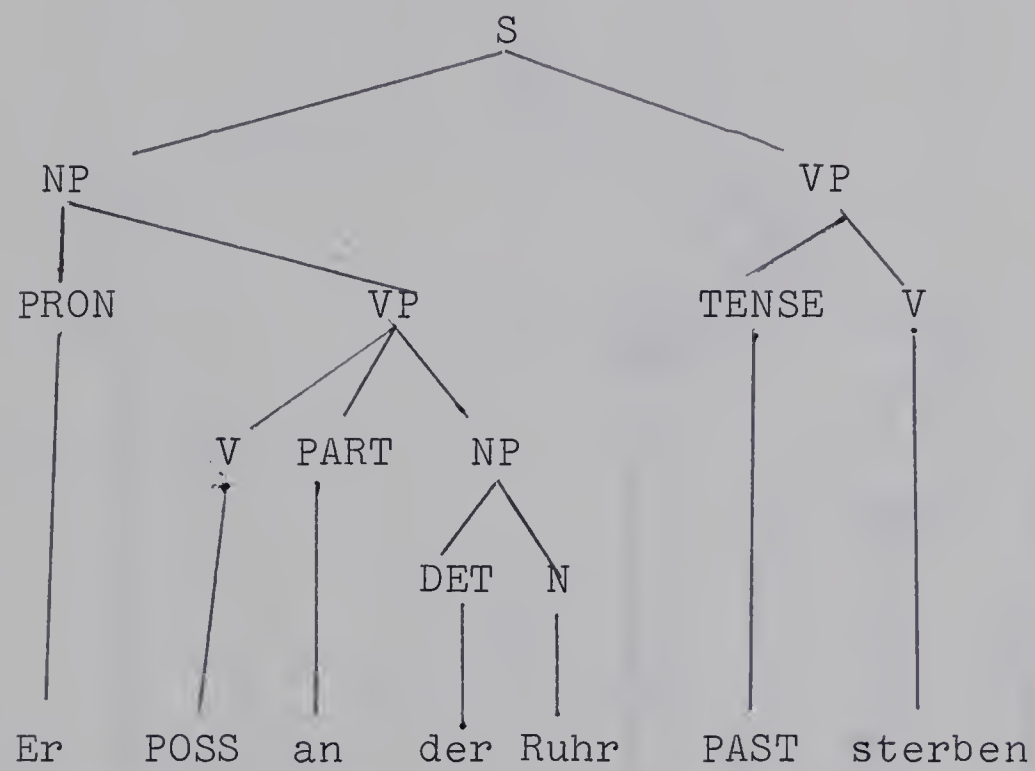 S
NP VP
PRON VP TENSE V
V PART NP
DET N
Er POSS an der Ruhr PAST sterben